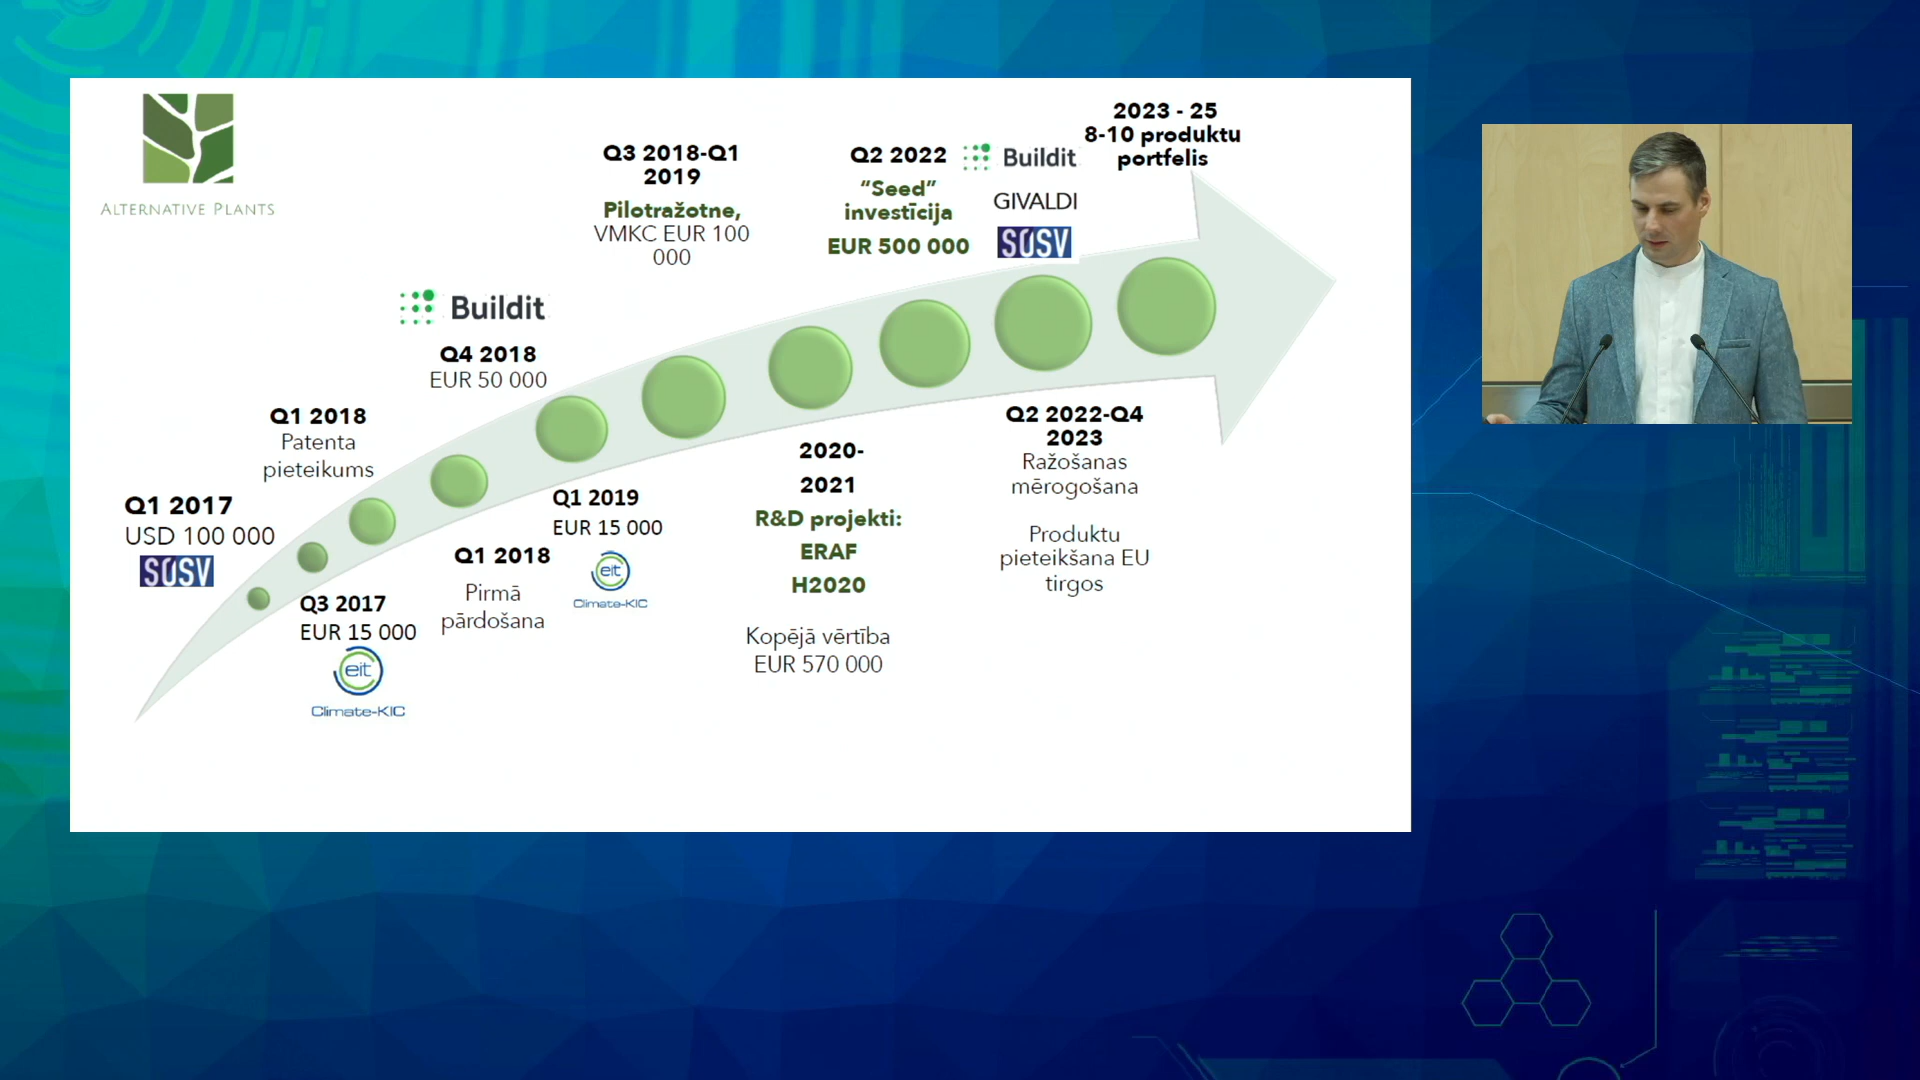 ALTERNATIVE PLANTS
Q1 2017
USD 100 000
SOSV
Q3 2017
EUR 15 000
eit
Climate-KIC
Q1 2018
Patenta
pieteikums
Q1 2018
Pirmā
pārdošana
Buildit
Q4 2018
EUR 50 000
Q1 2019
EUR 15 000
eit
Climate-KIC
Q3 2018-Q1
2019
Pilotražotne,
VMKC EUR 100
000
2020-
2021
R&D projekti:
ERAF
H2020
Kopējā vērtība
EUR 570 000
Q2 2022
“Seed”
investīcija
EUR 500 000
Buildit
GIVALDI
SOSV
Q2 2022-Q4
2023
Ražošanas
mērogošana
Produktu
pieteikšana EU
tirgos
2023 - 25
8-10 produktu
portfelis